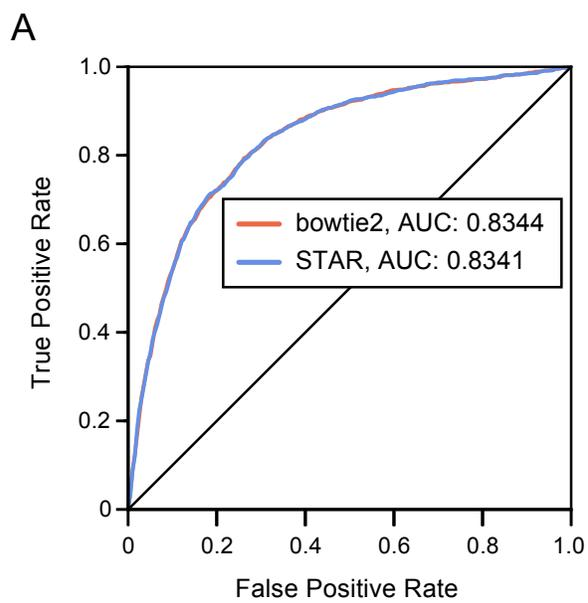 A
1.0
0.8
0.6
0.4
0.2
0
True Positive Rate
bowtie2, AUC: 0.8344
STAR, AUC: 0.8341
0 0.2 0.4 0.6 0.8 1.0
False Positive Rate